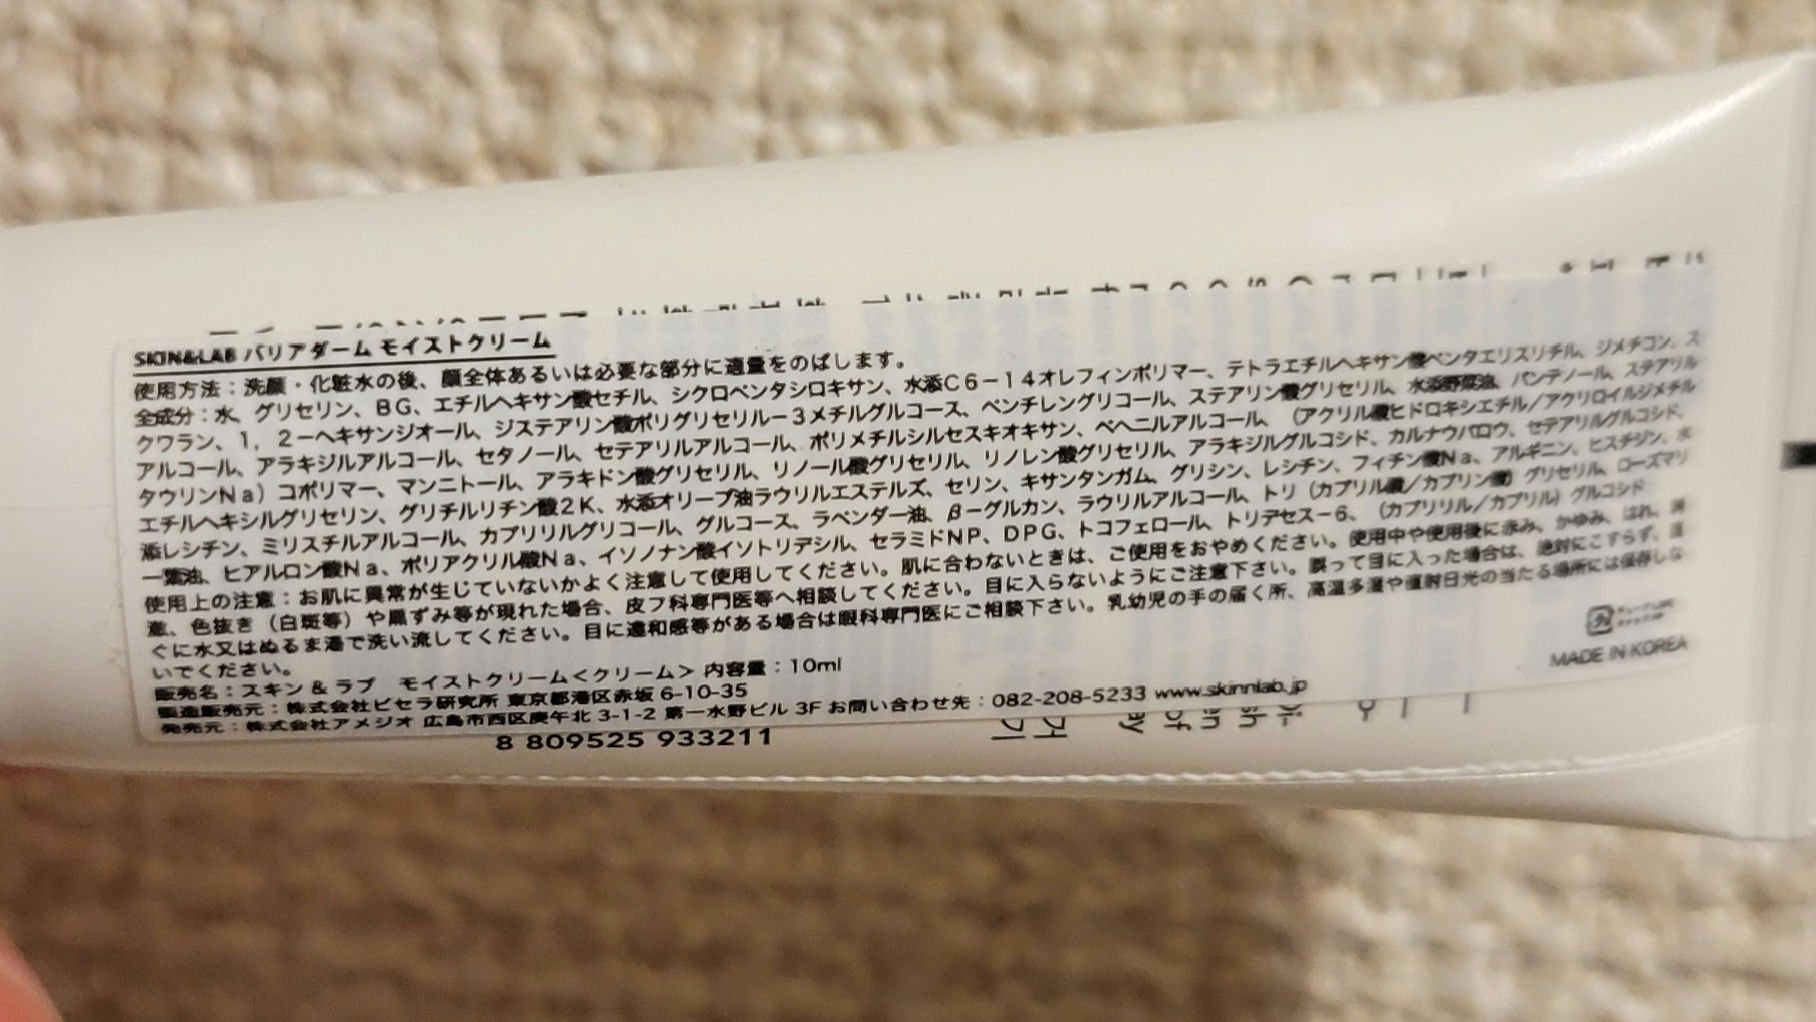 SKIN&LAB バリアダーム モイストクリーム
使用方法：洗顔・化粧水の後、顔全体あるいは必要な部分に適量をのばします。
全成分：水、グリセリン、BG、エチルヘキサン酸セチル、シクロペンタシロキサン、水添C6－14オレフィンポリマー、テトラエチルヘキサン酸ペンタエリスリチル、ジメチコン、ス
クワラン、1，2－ヘキサンジオール、ジステアリン酸ポリグリセリル－3メチルグルコース、ペンチレングリコール、ステアリン酸グリセリル、水添野菜油、パンテノール、ステアリル
アルコール、アラキジルアルコール、セタノール、セテアリルアルコール、ポリメチルシルセスキオキサン、ベヘニルアルコール、（アクリル酸ヒドロキシエチル/アクリロイルジメチル
タウリンNa）コポリマー、マンニトール、アラキドン酸グリセリル、リノール酸グリセリル、リノレン酸グリセリル、アラキジルグルコシド、カルナウバロウ、セテアリルグルコシド、
エチルヘキシルグリセリン、グリチルリチン酸2K、水添オリーブ油ラウリルエステルズ、セリン、キサンタンガム、グリシン、レシチン、フィチン酸Na、アルギニン、ヒスチジン、水
添レシチン、ミリスチルアルコール、カプリリルグリコール、グルコース、ラベンダー油、β－グルカン、ラウリルアルコール、トリ（カプリル酸/カプリン酸）グリセリル、ローズマリ
ー葉油、ヒアルロン酸Na、ポリアクリル酸Na、イソノナン酸イソトリデシル、セラミドNP、DPG、トコフェロール、トリデセス－6、（カプリリル/カプリル）グルコシド
使用上の注意：お肌に異常が生じていないかよく注意して使用してください。肌に合わないときは、ご使用をおやめください。使用中や使用後に赤み、かゆみ、はれ、刺
激、色抜き（白斑等）や黒ずみ等が現れた場合、皮フ科専門医等へ相談してください。目に入らないようにご注意下さい。誤って目に入った場合は、絶対にこすらず、直
ぐに水又はぬるま湯で洗い流してください。目に違和感等がある場合は眼科専門医にご相談下さい。乳幼児の手の届く所、高温多湿や直射日光の当たる場所には保存しな
いでください。
販売名：スキン＆ラブ モイストクリーム＜クリーム＞ 内容量：10ml
製造販売元：株式会社ピセラ研究所 東京都港区赤坂 6-10-35
発売元：株式会社アメジオ 広島市西区庚午北 3-1-2 第一水野ビル 3F お問い合わせ先：082-208-5233 www.skinnlab.jp
MADE IN KOREA
8 809525 933211